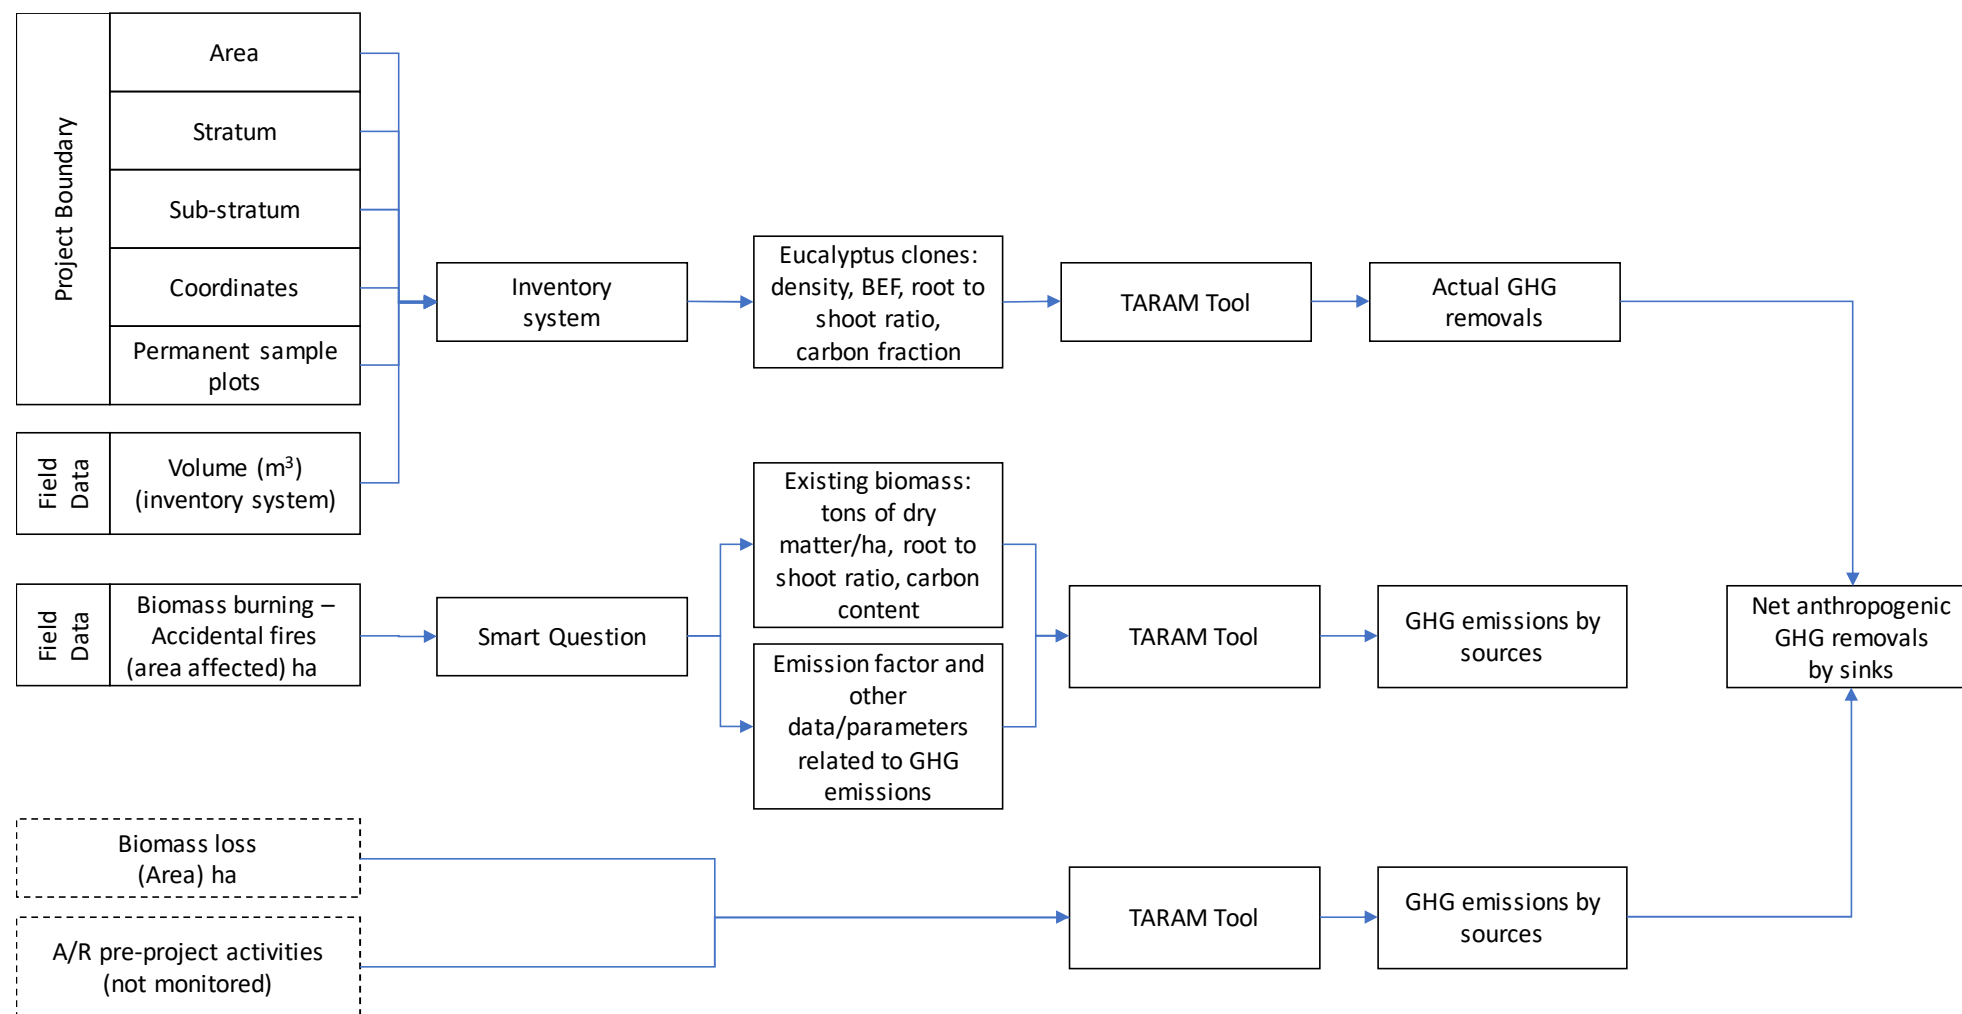 Project Boundary
Area
Stratum
Sub-stratum
Coordinates
Permanent sample
plots
Field
Data
Volume (m³)
(inventory system)
Inventory
system
Eucalyptus clones:
density, BEF, root to
shoot ratio,
carbon fraction
TARAM Tool
Actual GHG
removals
Field
Data
Biomass burning –
Accidental fires
(area affected) ha
Smart Question
Existing biomass:
tons of dry
matter/ha, root to
shoot ratio, carbon
content
Emission factor and
other
data/parameters
related to GHG
emissions
TARAM Tool
GHG emissions by
sources
Net anthropogenic
GHG removals
by sinks
Biomass loss
(Area) ha
A/R pre-project activities
(not monitored)
TARAM Tool
GHG emissions by
sources